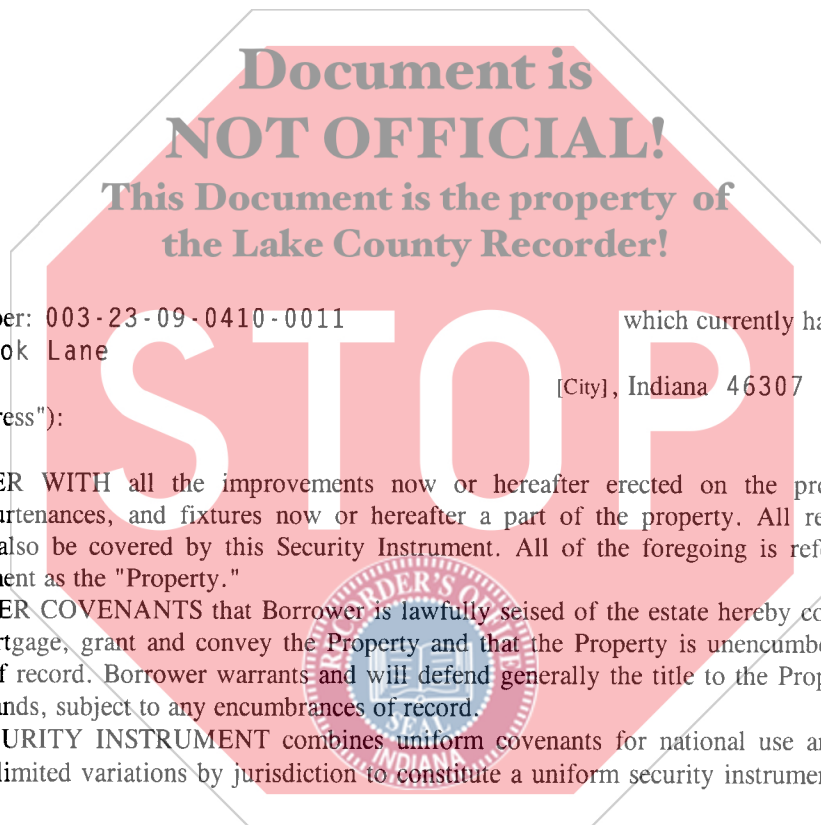 Document is
NOT OFFICIAL!
This Document is the property of
the Lake County Recorder!
STOP
per: 003-23-09-0410-0011 which currently ha
ok Lane
[City], Indiana 46307
ress"):
ER WITH all the improvements now or hereafter erected on the pr
urtenances, and fixtures now or hereafter a part of the property. All re
also be covered by this Security Instrument. All of the foregoing is refe
ent as the "Property."
ER COVENANTS that Borrower is lawfully seised of the estate hereby co
rtgage, grant and convey the Property and that the Property is unencumbe
f record. Borrower warrants and will defend generally the title to the Prop
nds, subject to any encumbrances of record.
URITY INSTRUMENT combines uniform covenants for national use an
limited variations by jurisdiction to constitute a uniform security instrumen
RECORDER'S OFFICE
SEAL
INDIANA